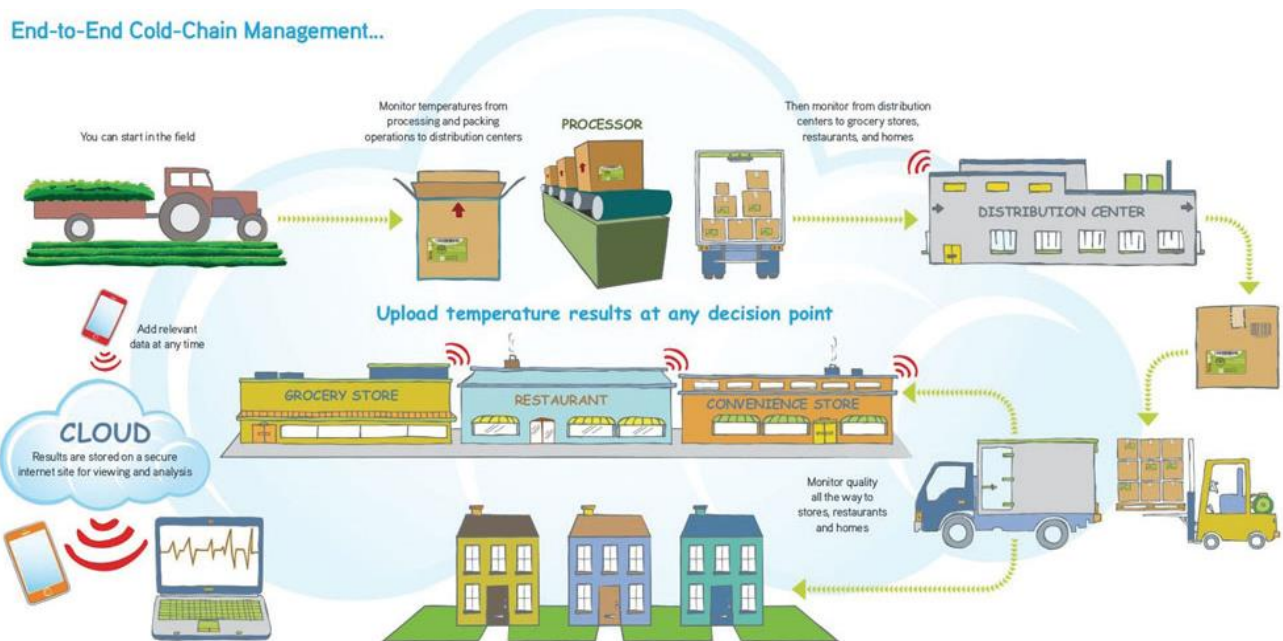 End-to-End Cold-Chain Management...
You can start in the field
Monitor temperatures from
processing and packing
operations to distribution centers
PROCESSOR
Then monitor from distribution
centers to grocery stores,
restaurants, and homes
DISTRIBUTION CENTER
Upload temperature results at any decision point
Add relevant
data at any time
GROCERY STORE
RESTAURANT
CONVENIENCE STORE
CLOUD
Results are stored on a secure
internet site for viewing and analysis
Monitor quality
all the way to
stores, restaurants
and homes